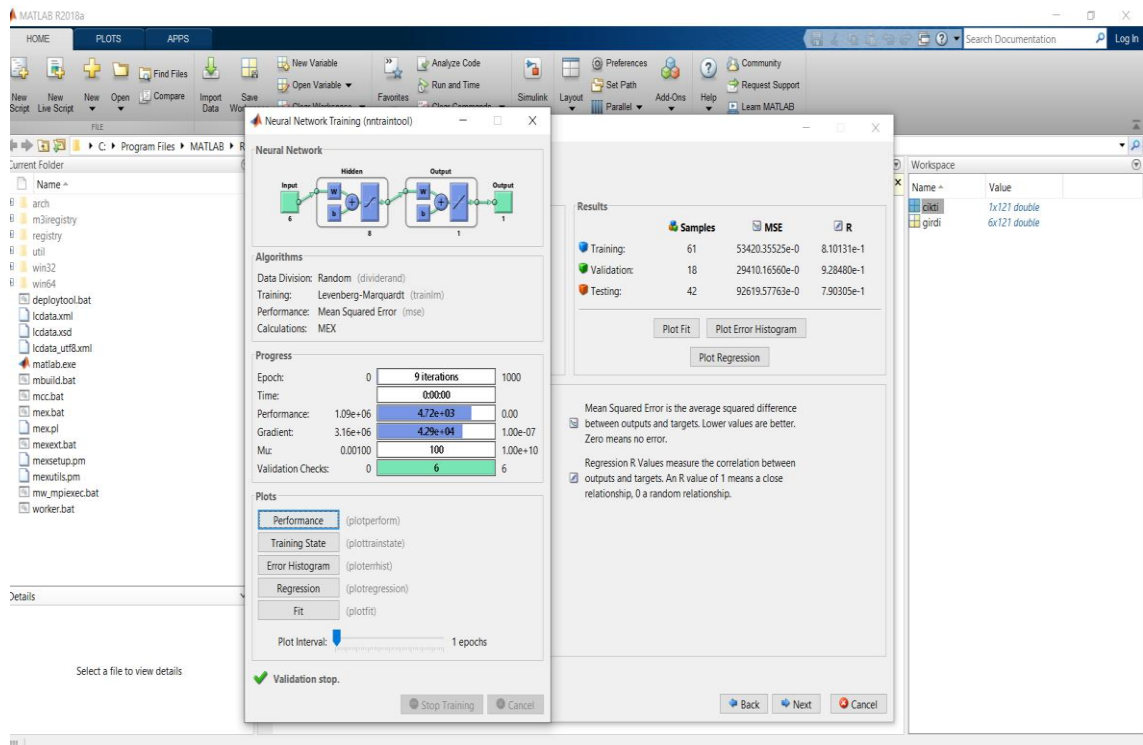 MATLAB R2018a
HOME PLOTS APPS
Search Documentation Log In
New Script
New Live Script
New
Open
Find Files
Compare
Import Data
Save
New Variable
Open Variable
Favorites
Analyze Code
Run and Time
Simulink
Layout
Preferences
Set Path
Parallel
Add-Ons
Help
Community
Request Support
Learn MATLAB
FILE
C: Program Files MATLAB
Current Folder
Name
arch
m3iregistry
registry
util
win32
win64
deploytool.bat
lcdata.xml
lcdata.xsd
lcdata_utf8.xml
matlab.exe
mbuild.bat
mcc.bat
mex.bat
mex.pl
mexext.bat
mexsetup.pm
mexutils.pm
mw_mpiexec.bat
worker.bat
Details
Select a file to view details
Neural Network Training (nntraintool)
Neural Network
Hidden Output
Input Output
W W
b b
6 8 1 1
Algorithms
Data Division: Random (dividerand)
Training: Levenberg-Marquardt (trainlm)
Performance: Mean Squared Error (mse)
Calculations: MEX
Progress
Epoch: 0 9 iterations 1000
Time: 0:00:00
Performance: 1.09e+06 4.72e+03 0.00
Gradient: 3.16e+06 4.29e+04 1.00e-07
Mu: 0.00100 100 1.00e+10
Validation Checks: 0 6 6
Plots
Performance (plotperform)
Training State (plottrainstate)
Error Histogram (ploterrhist)
Regression (plotregression)
Fit (plotfit)
Plot Interval: 1 epochs
Validation stop.
Stop Training Cancel
Results
Samples MSE R
Training: 61 53420.35525e-0 8.10131e-1
Validation: 18 29410.16560e-0 9.28480e-1
Testing: 42 92619.57763e-0 7.90305e-1
Plot Fit Plot Error Histogram
Plot Regression
Mean Squared Error is the average squared difference
between outputs and targets. Lower values are better.
Zero means no error.
Regression R Values measure the correlation between
outputs and targets. An R value of 1 means a close
relationship, 0 a random relationship.
Back Next Cancel
Workspace
Name Value
cikti 1x121 double
girdi 6x121 double